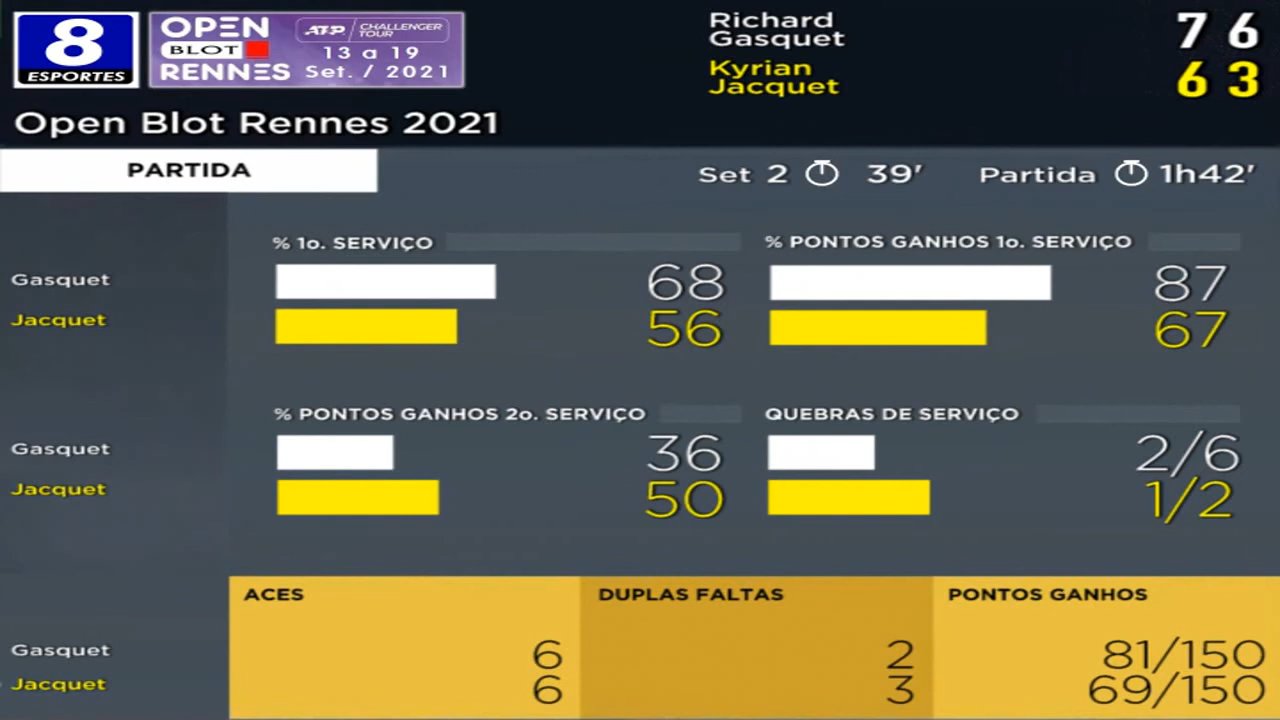 8
ESPORTES
OPEN
BLOT
RENNES
ATP CHALLENGER TOUR
13 a 19
Set. / 2021
Richard
Gasquet
7 6
Kyrian
Jacquet
6 3
Open Blot Rennes 2021
PARTIDA
Set 2 39'
Partida 1h42'
% 1o. SERVIÇO
Gasquet 68
Jacquet 56
% PONTOS GANHOS 1o. SERVIÇO
87
67
% PONTOS GANHOS 2o. SERVIÇO
Gasquet 36
Jacquet 50
QUEBRAS DE SERVIÇO
2/6
1/2
ACES DUPLAS FALTAS PONTOS GANHOS
Gasquet 6 2 81/150
Jacquet 6 3 69/150